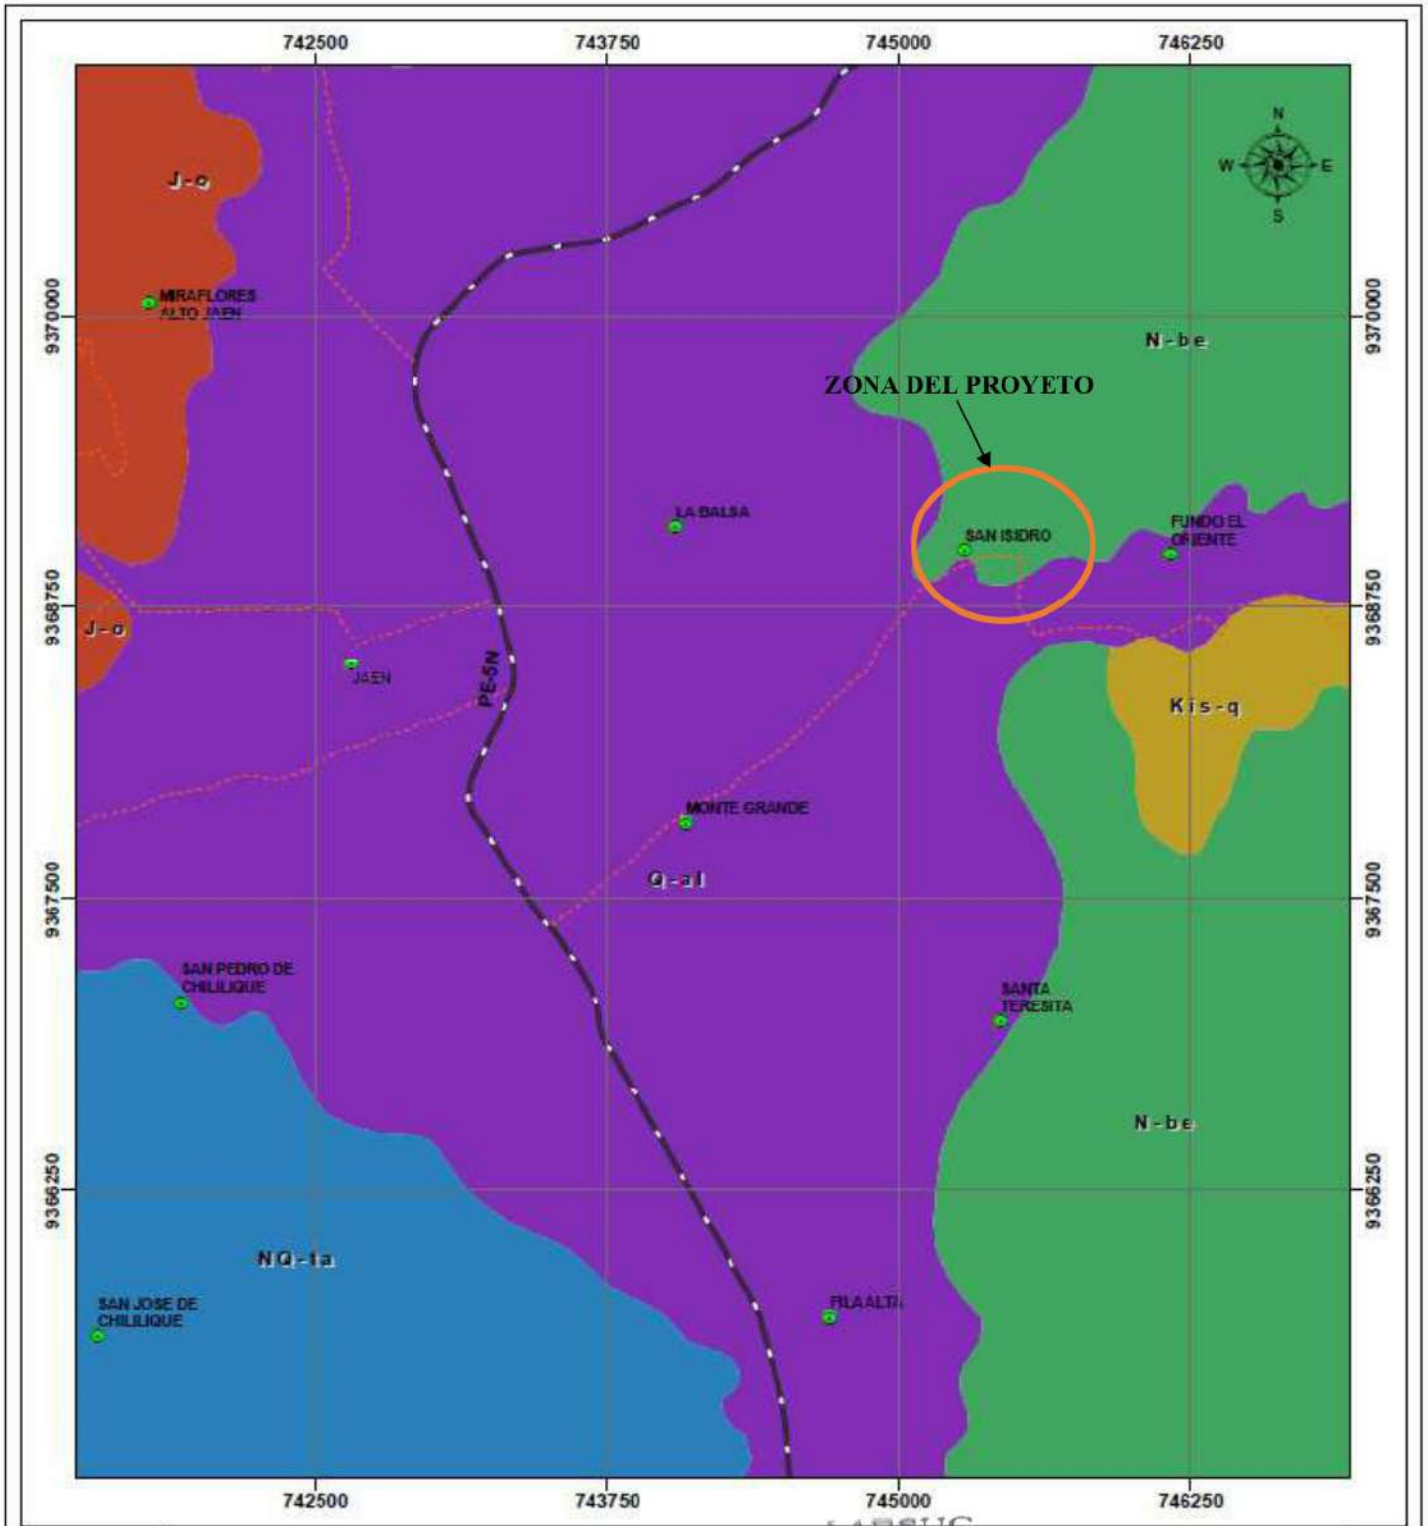 742500 743750 745000 746250
N
W E
S
J-o
MIRAFLORES
ALTO JAEN
9370000 9370000
N-be
ZONA DEL PROYETO
LA BALSA
SAN ISIDRO
FUNDO EL
ORIENTE
9368750 9368750
J-o
JAEN
PE-5N
Kis-q
MONTE GRANDE
Q-al
9367500 9367500
SAN PEDRO DE
CHILILIQUE
SANTA
TERESITA
N-be
9366250 9366250
NQ-ta
SAN JOSE DE
CHILILIQUE
FILA ALTA
742500 743750 745000 746250